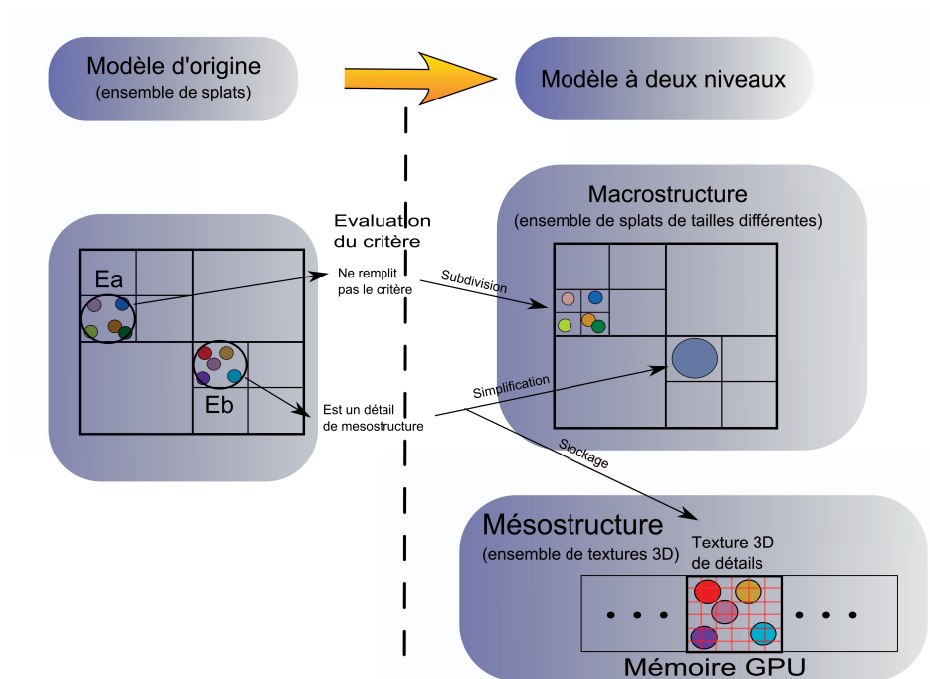 Modèle d'origine
(ensemble de splats)
Modèle à deux niveaux
Macrostructure
(ensemble de splats de tailles différentes)
Evaluation
du critère
Ea
Ne remplit
pas le critère
Subdivision
Eb
Est un détail
de mesostructure
Simplification
Stockage
Mésostructure
(ensemble de textures 3D)
Texture 3D
de détails
Mémoire GPU